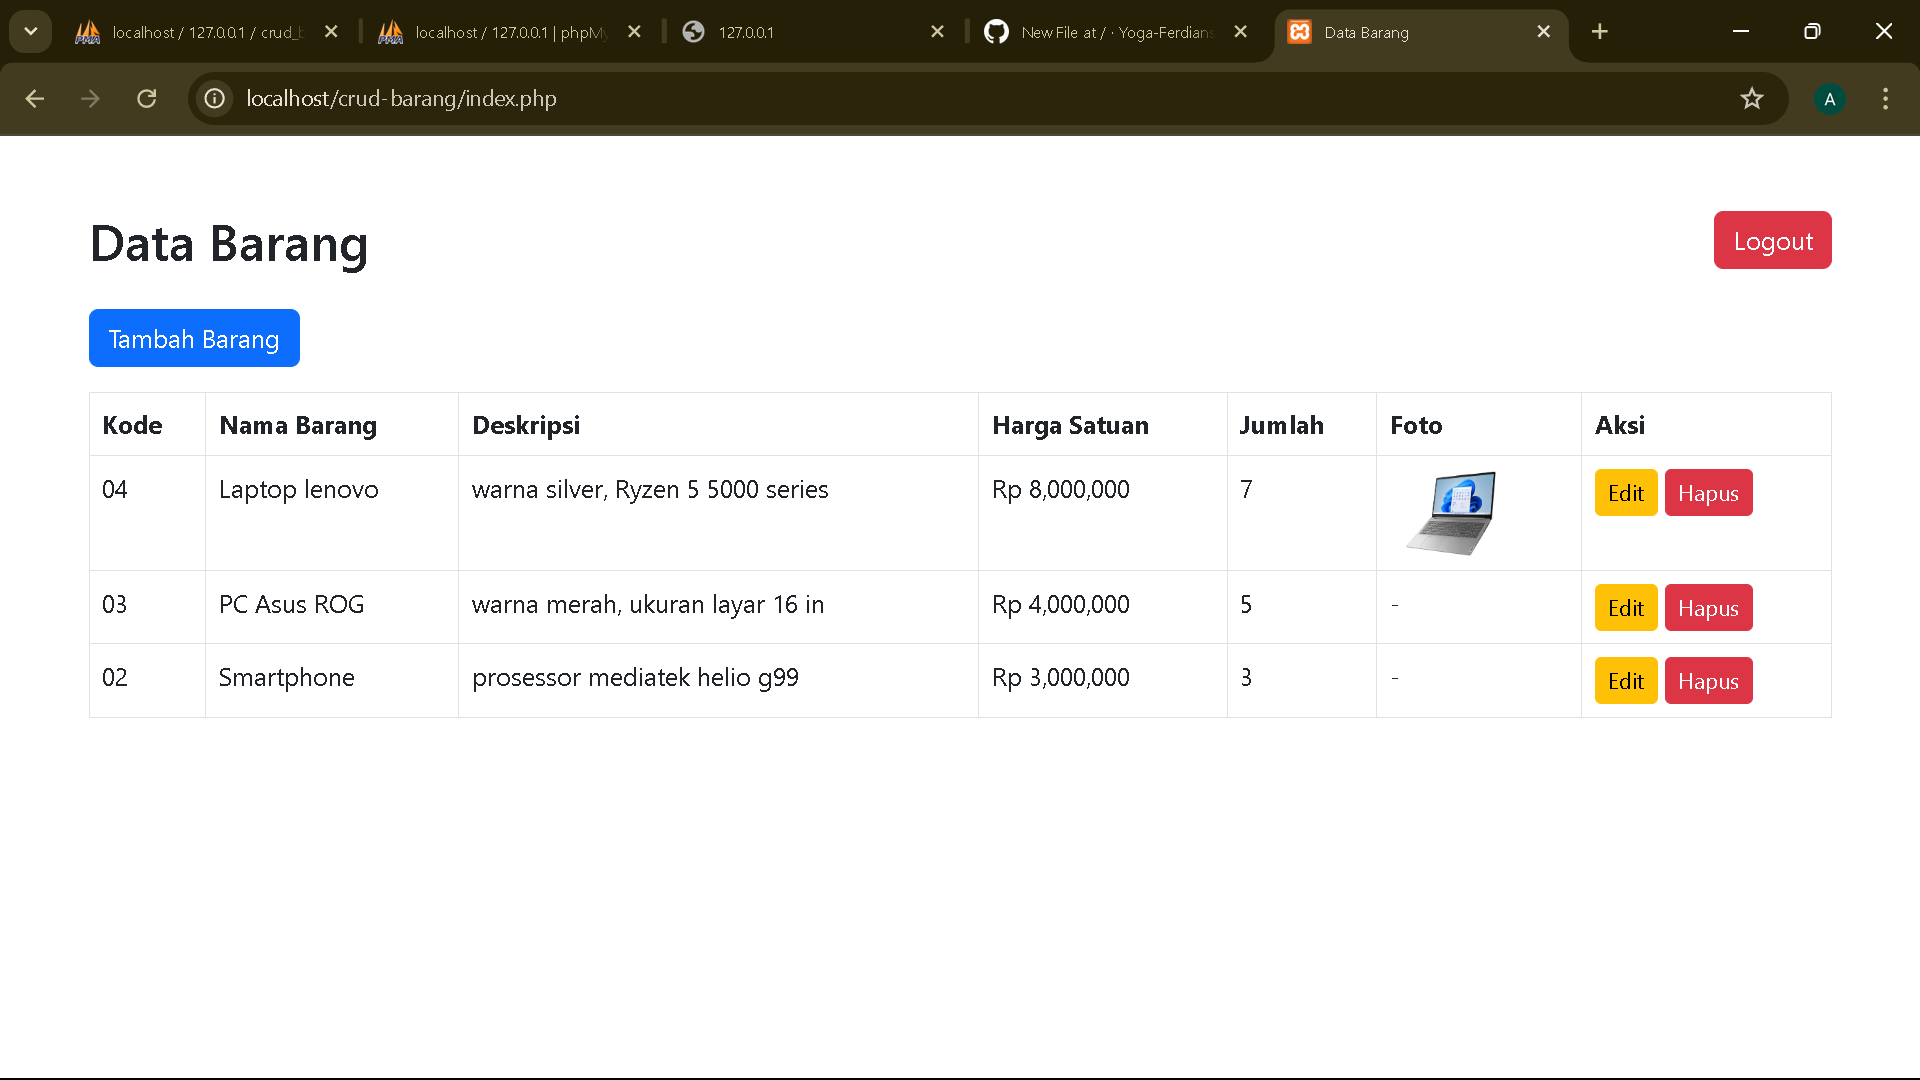 localhost / 127.0.0.1 / crud_b
localhost / 127.0.0.1 | phpMy
127.0.0.1
New File at / · Yoga-Ferdians
Data Barang
localhost/crud-barang/index.php
A
Data Barang
Logout
Tambah Barang
Kode Nama Barang Deskripsi Harga Satuan Jumlah Foto Aksi
04 Laptop lenovo warna silver, Ryzen 5 5000 series Rp 8,000,000 7 Edit Hapus
03 PC Asus ROG warna merah, ukuran layar 16 in Rp 4,000,000 5 - Edit Hapus
02 Smartphone prosessor mediatek helio g99 Rp 3,000,000 3 - Edit Hapus